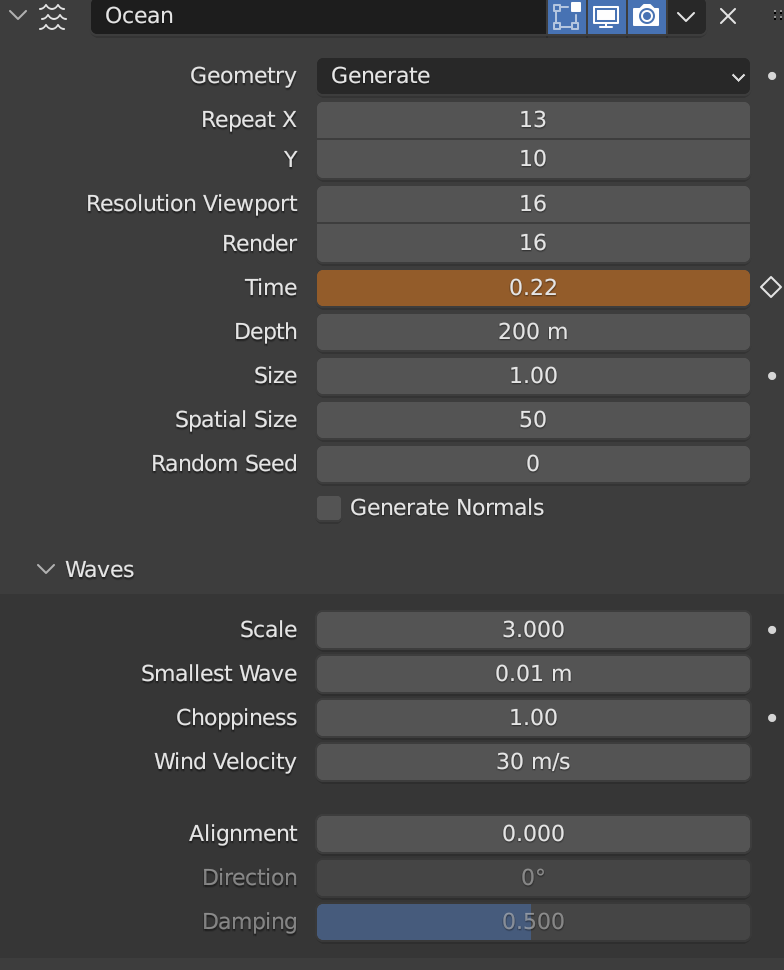 Ocean
Geometry Generate
Repeat X 13
Y 10
Resolution Viewport 16
Render 16
Time 0.22
Depth 200 m
Size 1.00
Spatial Size 50
Random Seed 0
Generate Normals
Waves
Scale 3.000
Smallest Wave 0.01 m
Choppiness 1.00
Wind Velocity 30 m/s
Alignment 0.000
Direction 0°
Damping 0.500